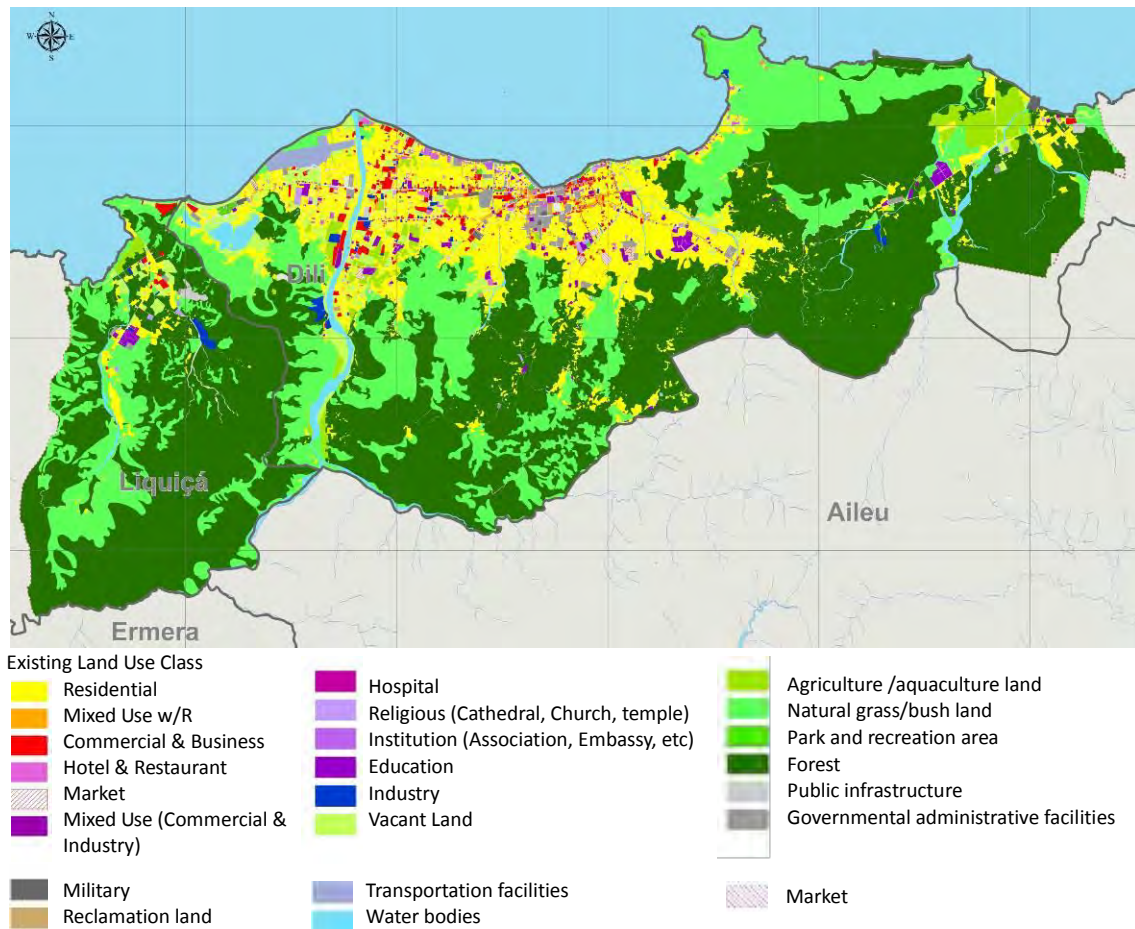 N
W
E
S
Dili
Liquiçá
Aileu
Ermera
Existing Land Use Class
Residential
Mixed Use w/R
Commercial & Business
Hotel & Restaurant
Market
Mixed Use (Commercial &
Industry)
Military
Reclamation land
Hospital
Religious (Cathedral, Church, temple)
Institution (Association, Embassy, etc)
Education
Industry
Vacant Land
Transportation facilities
Water bodies
Agriculture /aquaculture land
Natural grass/bush land
Park and recreation area
Forest
Public infrastructure
Governmental administrative facilities
Market